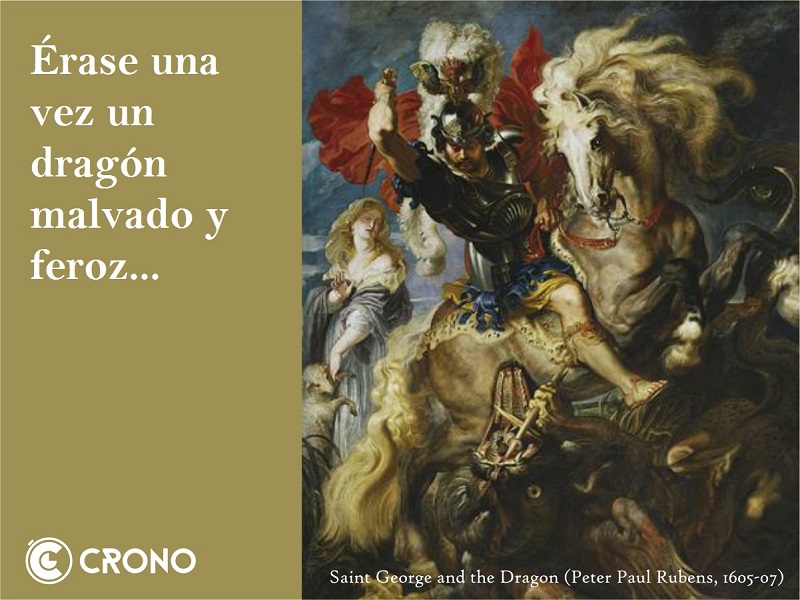 Érase una
vez un
dragón
malvado y
feroz...
CRONO
Saint George and the Dragon (Peter Paul Rubens, 1605-07)